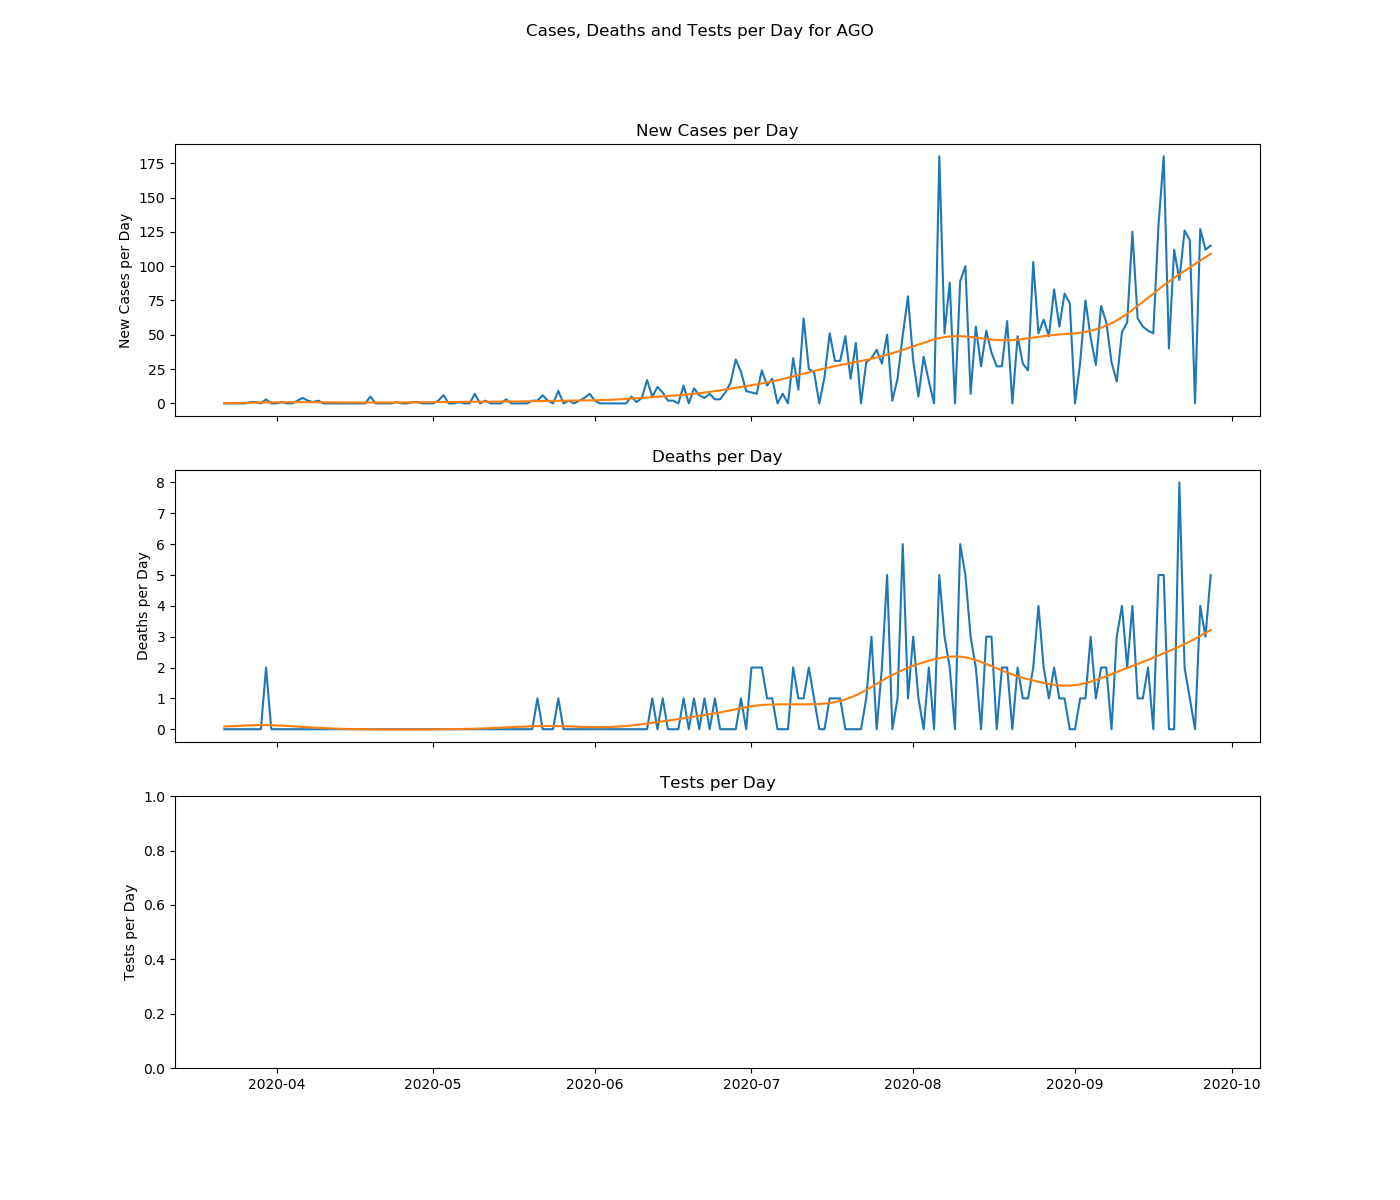 Cases, Deaths and Tests per Day for AGO
New Cases per Day
New Cases per Day
175
150
125
100
75
50
25
0
Deaths per Day
Deaths per Day
8
7
6
5
4
3
2
1
0
Tests per Day
Tests per Day
1.0
0.8
0.6
0.4
0.2
0.0
2020-04 2020-05 2020-06 2020-07 2020-08 2020-09 2020-10